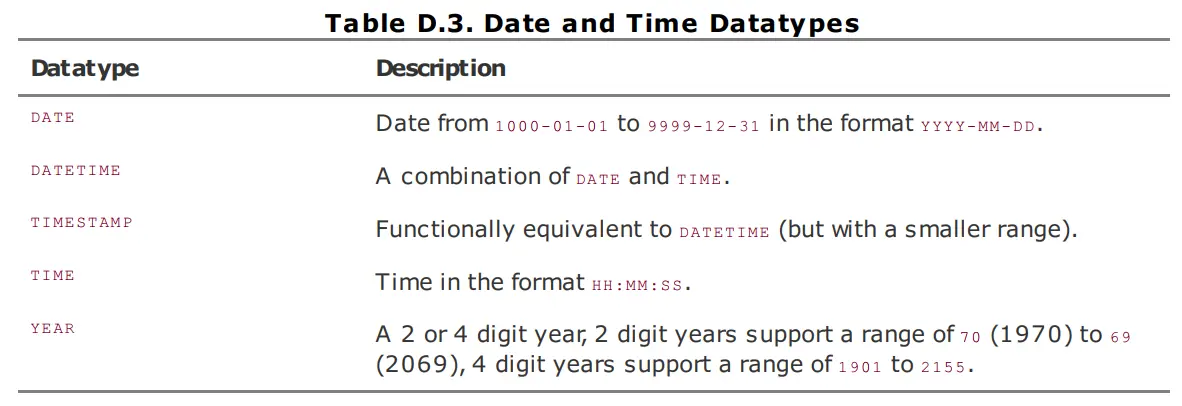 Table D.3. Date and Time Datatypes
Datatype Description
DATE Date from 1000-01-01 to 9999-12-31 in the format YYYY-MM-DD.
DATETIME A combination of DATE and TIME.
TIMESTAMP Functionally equivalent to DATETIME (but with a smaller range).
TIME Time in the format HH:MM:SS.
YEAR A 2 or 4 digit year, 2 digit years support a range of 70 (1970) to 69
(2069), 4 digit years support a range of 1901 to 2155.